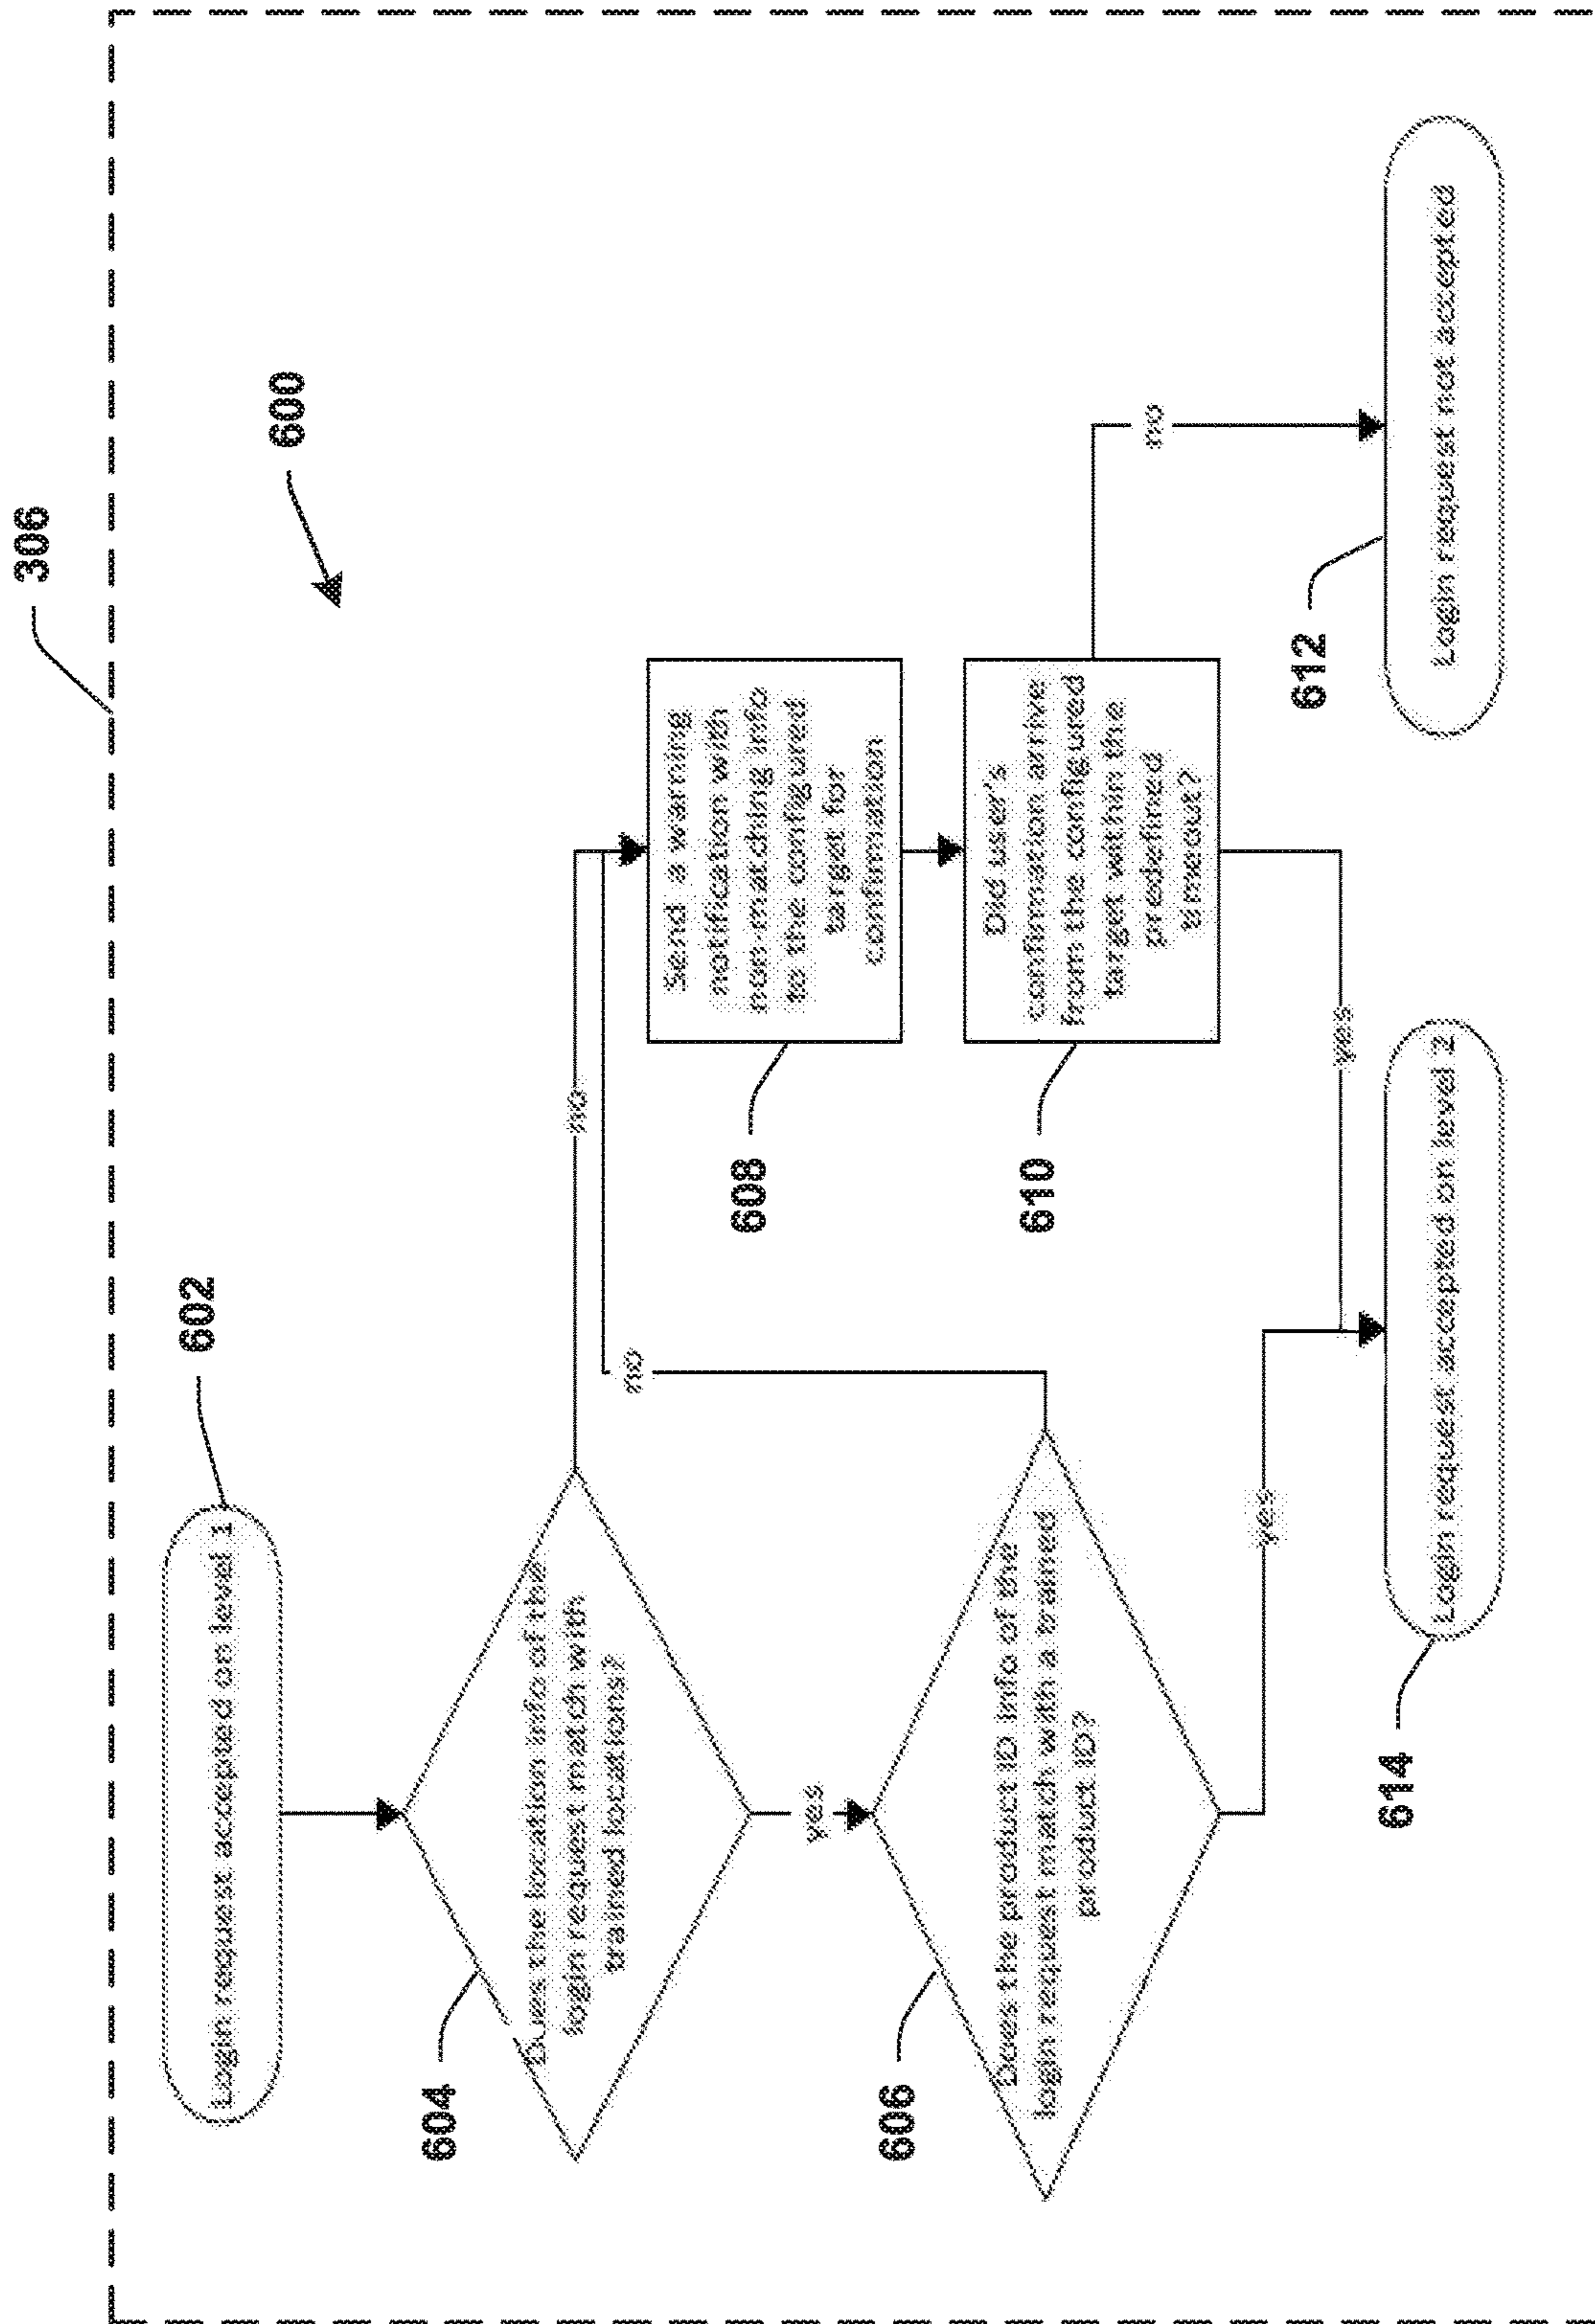 306
600
602
Login request accepted on level 1
604
Does the location info of the
login request match with
trained locations?
no
yes
606
Does the product ID info of the
login request match with a trained
product ID?
no
yes
608
Send a warning
notification with
non-matching info
to the configured
target for
confirmation
610
Did user's
confirmation arrive
from the configured
target within the
predefined
timeout?
no
yes
612
Login request not accepted
614
Login request accepted on level 2